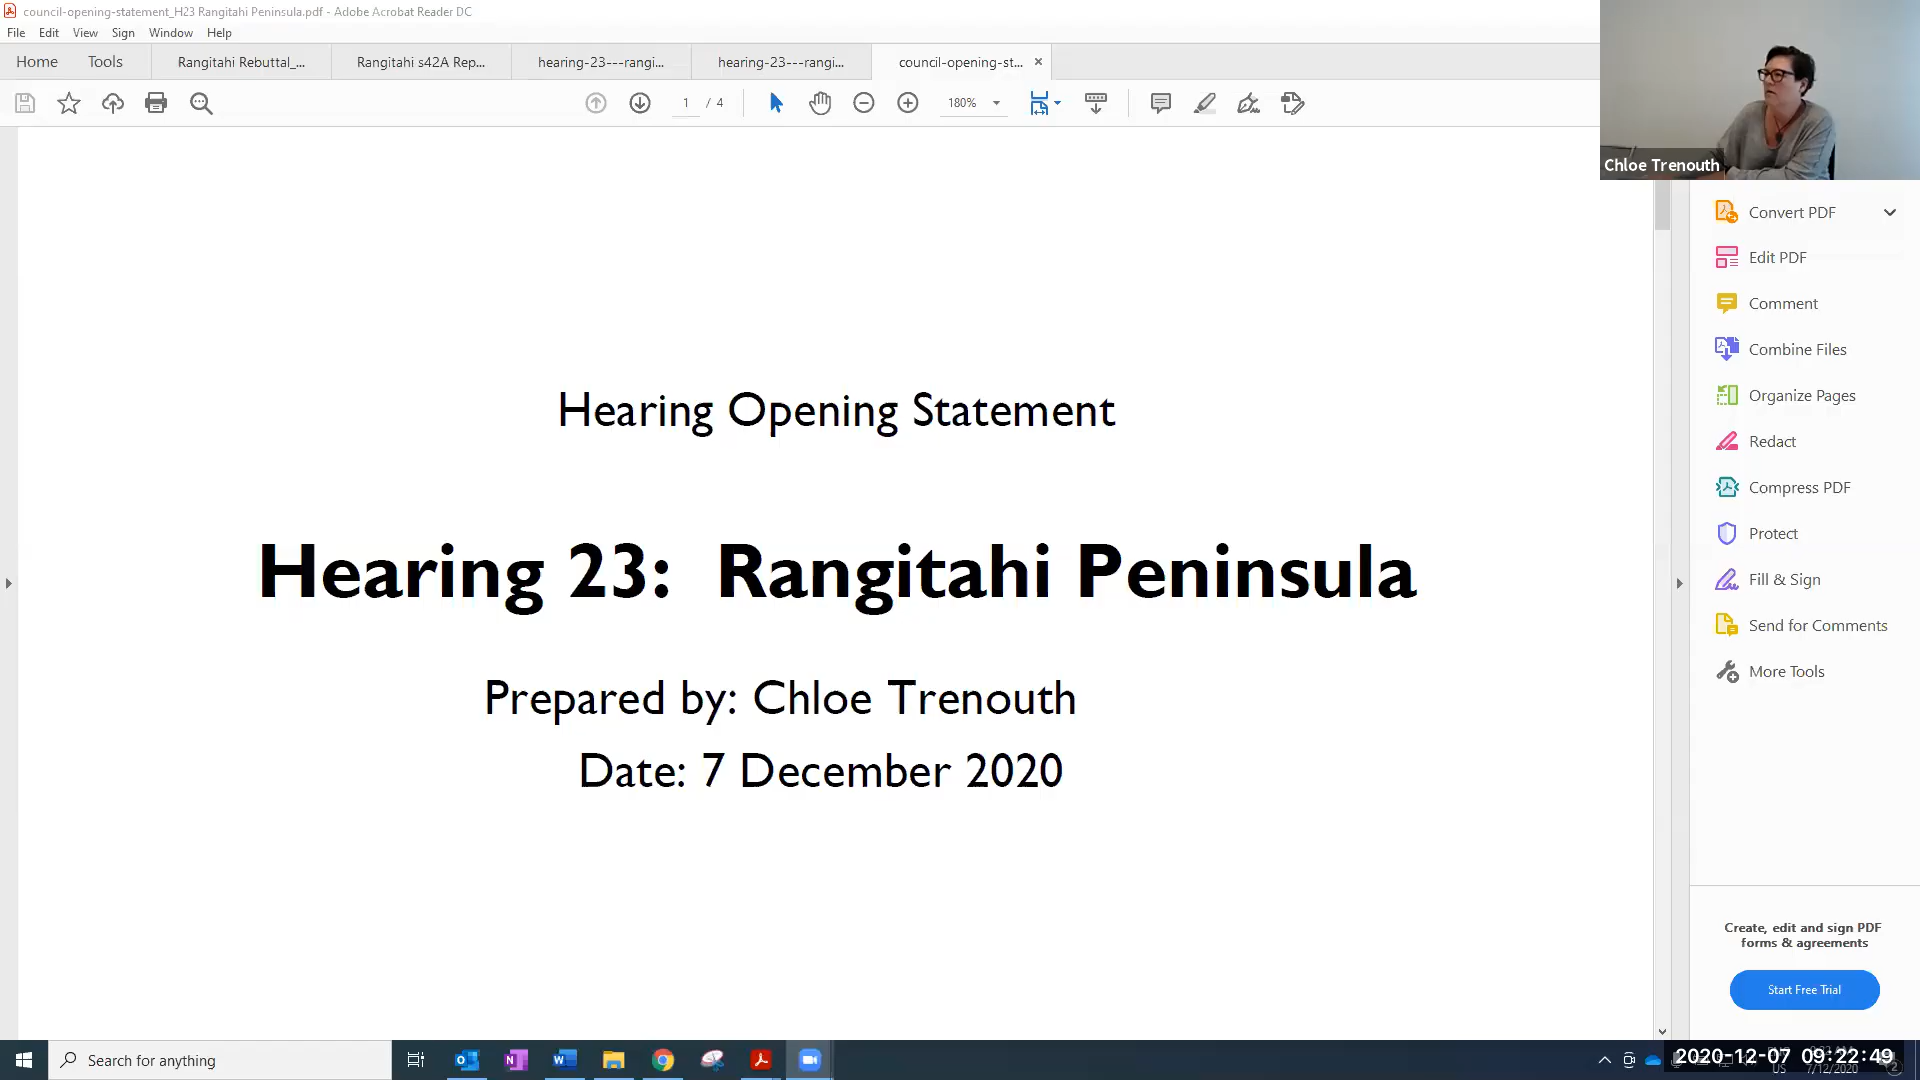 council-opening-statement_H23 Rangitahi Peninsula.pdf - Adobe Acrobat Reader DC
File Edit View Sign Window Help
Home Tools Rangitahi Rebuttal_... Rangitahi s42A Rep... hearing-23---rangi... hearing-23---rangi... council-opening-st... ×
1 / 4 180%
Chloe Trenouth
Convert PDF
Edit PDF
Comment
Combine Files
Organize Pages
Redact
Compress PDF
Protect
Fill & Sign
Send for Comments
More Tools
Hearing Opening Statement
Hearing 23: Rangitahi Peninsula
Prepared by: Chloe Trenouth
Date: 7 December 2020
Create, edit and sign PDF
forms & agreements
Start Free Trial
Search for anything
2020-12-07 09:22:49
US 7/12/2020